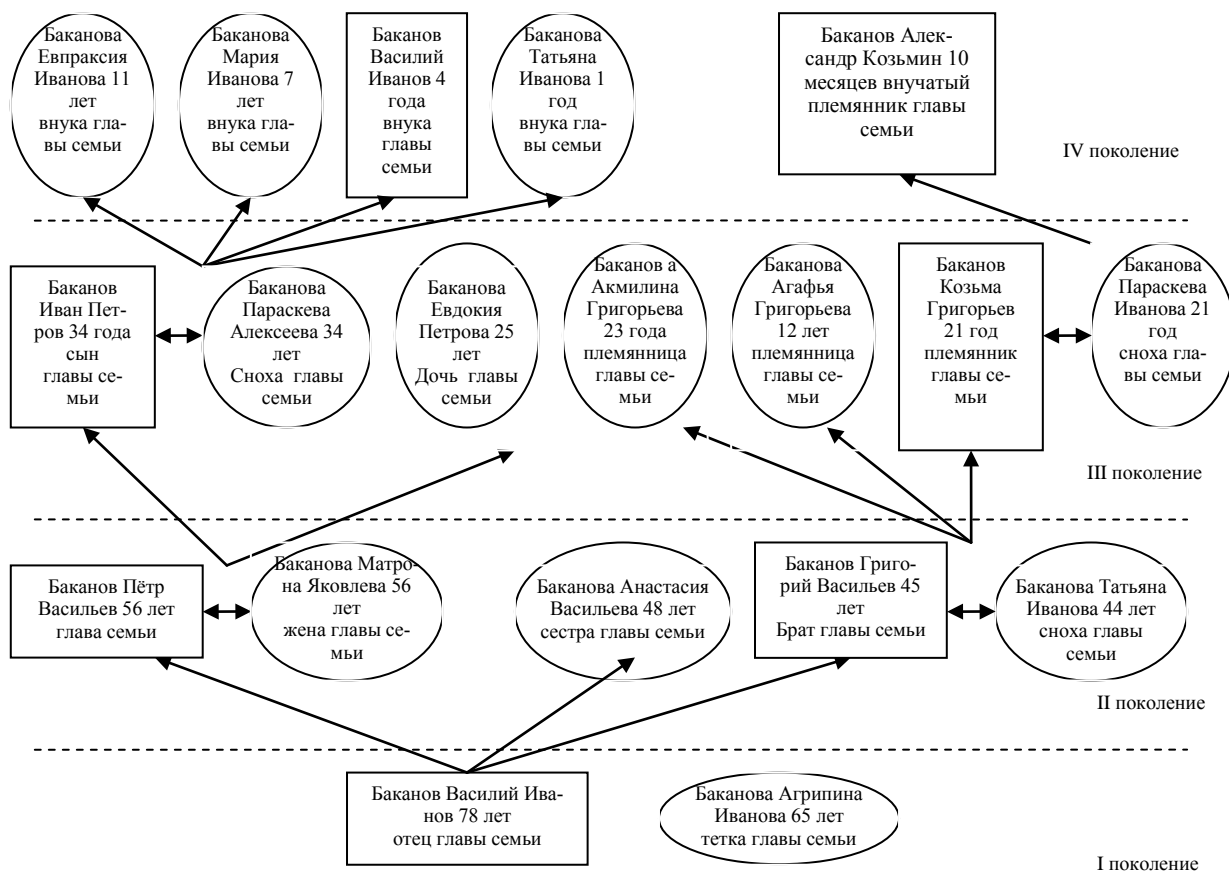 Баканова
Евпраксия
Иванова 11
лет
внука гла-
вы семьи
Баканова
Мария
Иванова 7
лет
внука гла-
вы семьи
Баканов
Василий
Иванов 4
года
внука
главы
семьи
Баканова
Татьяна
Иванова 1
год
внука гла-
вы семьи
Баканов Алек-
сандр Козьмин 10
месяцев внучатый
племянник главы
семьи
IV поколение
Баканов
Иван Пет-
ров 34 года
сын
главы се-
мьи
Баканова
Параскева
Алексеева 34
лет
Сноха главы
семьи
Баканова
Евдокия
Петрова 25
лет
Дочь главы
семьи
Баканов а
Акмилина
Григорьева
23 года
племянница
главы се-
мьи
Баканова
Агафья
Григорьева
12 лет
племянница
главы се-
мьи
Баканов
Козьма
Григорьев
21 год
племянник
главы се-
мьи
Баканова
Параскева
Иванова 21
год
сноха гла-
вы семьи
III поколение
Баканов Пётр
Васильев 56 лет
глава семьи
Баканова Матро-
на Яковлева 56
лет
жена главы се-
мьи
Баканова Анастасия
Васильева 48 лет
сестра главы семьи
Баканов Григо-
рий Васильев 45
лет
Брат главы семьи
Баканова Татьяна
Иванова 44 лет
сноха главы
семьи
II поколение
Баканов Василий Ива-
нов 78 лет
отец главы семьи
Баканова Агрипина
Иванова 65 лет
тетка главы семьи
I поколение